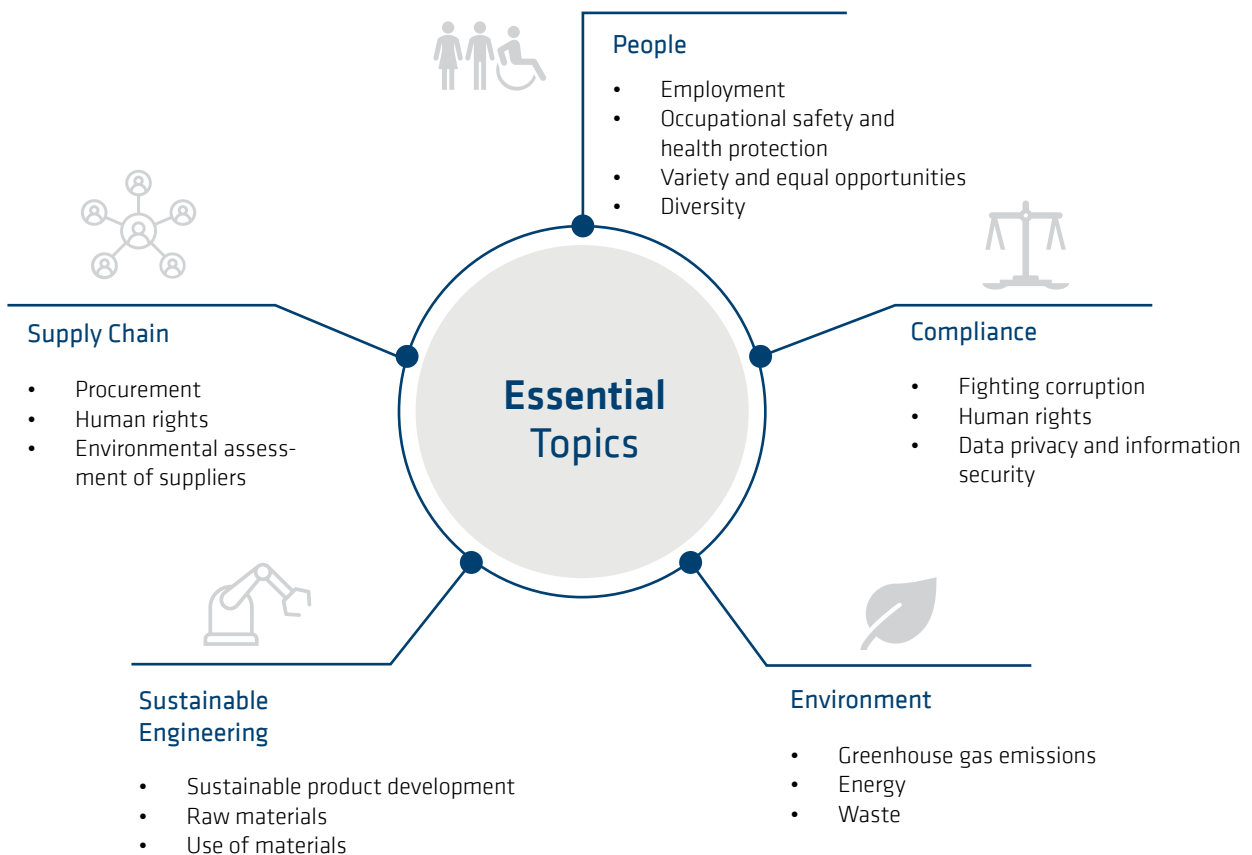 People
• Employment
• Occupational safety and
health protection
• Variety and equal opportunities
• Diversity
Supply Chain
• Procurement
• Human rights
• Environmental assess-
ment of suppliers
Essential
Topics
Compliance
• Fighting corruption
• Human rights
• Data privacy and information
security
Sustainable
Engineering
• Sustainable product development
• Raw materials
• Use of materials
Environment
• Greenhouse gas emissions
• Energy
• Waste